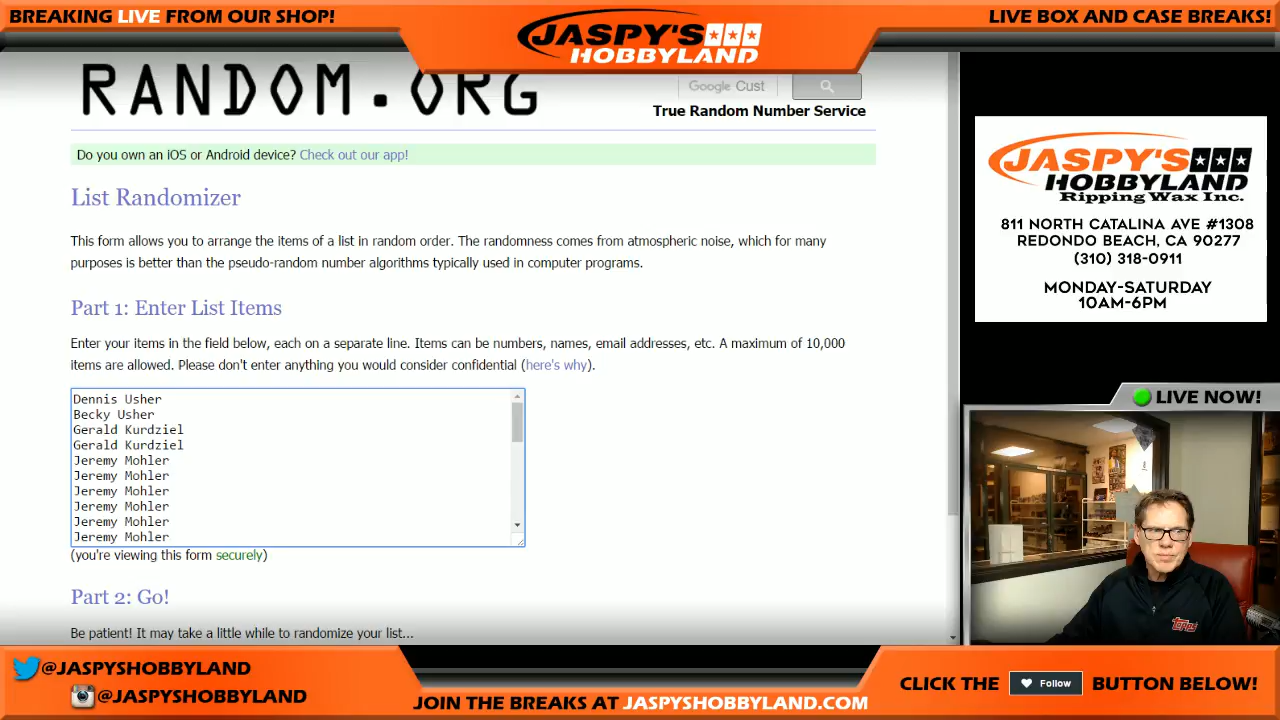 BREAKING LIVE FROM OUR SHOP!
JASPY'S
HOBBYLAND
LIVE BOX AND CASE BREAKS!
RANDOM.ORG
Google Cust
True Random Number Service
Do you own an iOS or Android device? Check out our app!
List Randomizer
This form allows you to arrange the items of a list in random order. The randomness comes from atmospheric noise, which for many
purposes is better than the pseudo-random number algorithms typically used in computer programs.
Part 1: Enter List Items
Enter your items in the field below, each on a separate line. Items can be numbers, names, email addresses, etc. A maximum of 10,000
items are allowed. Please don't enter anything you would consider confidential (here's why).
Dennis Usher
Becky Usher
Gerald Kurdziel
Gerald Kurdziel
Jeremy Mohler
Jeremy Mohler
Jeremy Mohler
Jeremy Mohler
Jeremy Mohler
Jeremy Mohler
(you're viewing this form securely)
Part 2: Go!
Be patient! It may take a little while to randomize your list...
JASPY'S
HOBBYLAND
Ripping Wax Inc.
811 NORTH CATALINA AVE #1308
REDONDO BEACH, CA 90277
(310) 318-0911
MONDAY-SATURDAY
10AM-6PM
LIVE NOW!
Topps
@JASPYSHOBBYLAND
@JASPYSHOBBYLAND
JOIN THE BREAKS AT JASPYSHOBBYLAND.COM
CLICK THE Follow BUTTON BELOW!